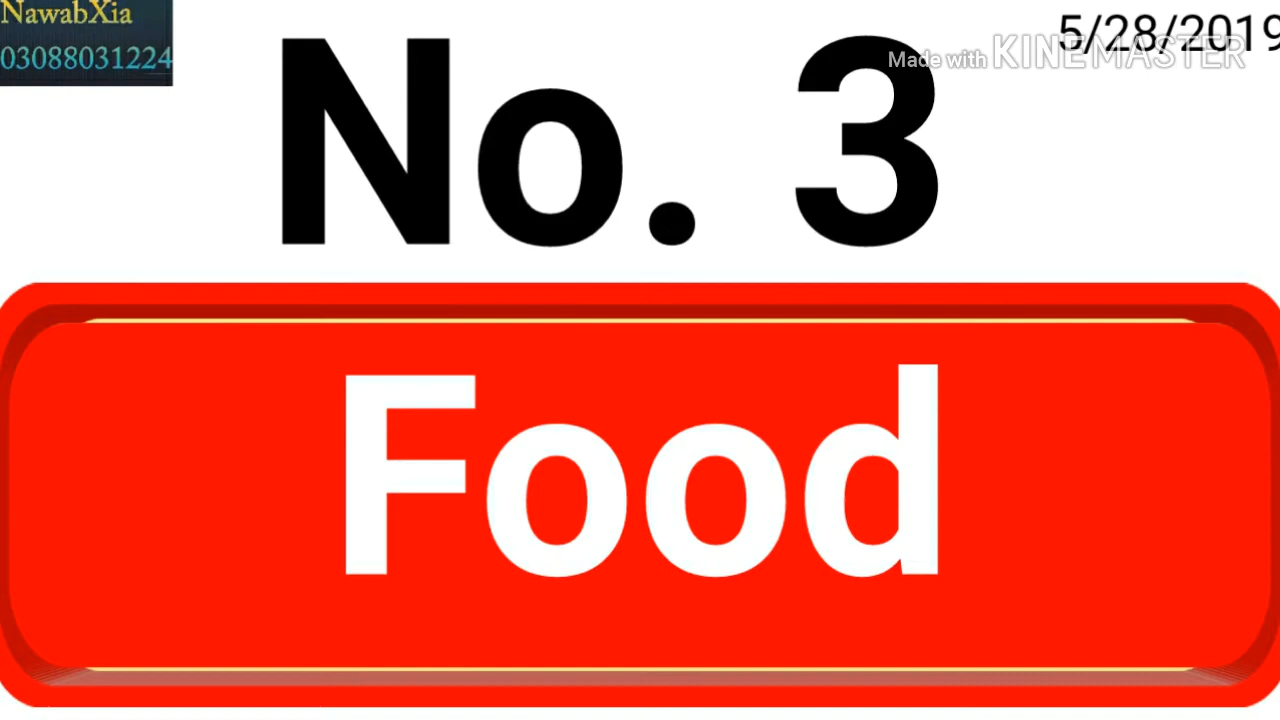 NawabXia
03088031224
5/28/2019
Made with KINEMASTER
No. 3
Food